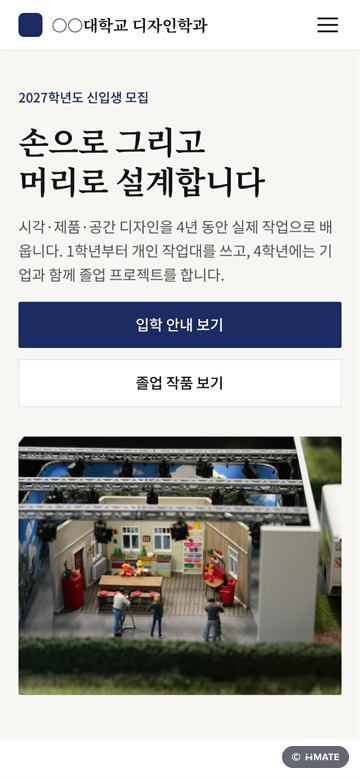 ○○대학교 디자인학과
2027학년도 신입생 모집
손으로 그리고
머리로 설계합니다
시각·제품·공간 디자인을 4년 동안 실제 작업으로 배
웁니다. 1학년부터 개인 작업대를 쓰고, 4학년에는 기
업과 함께 졸업 프로젝트를 합니다.
입학 안내 보기
졸업 작품 보기
© HMATE